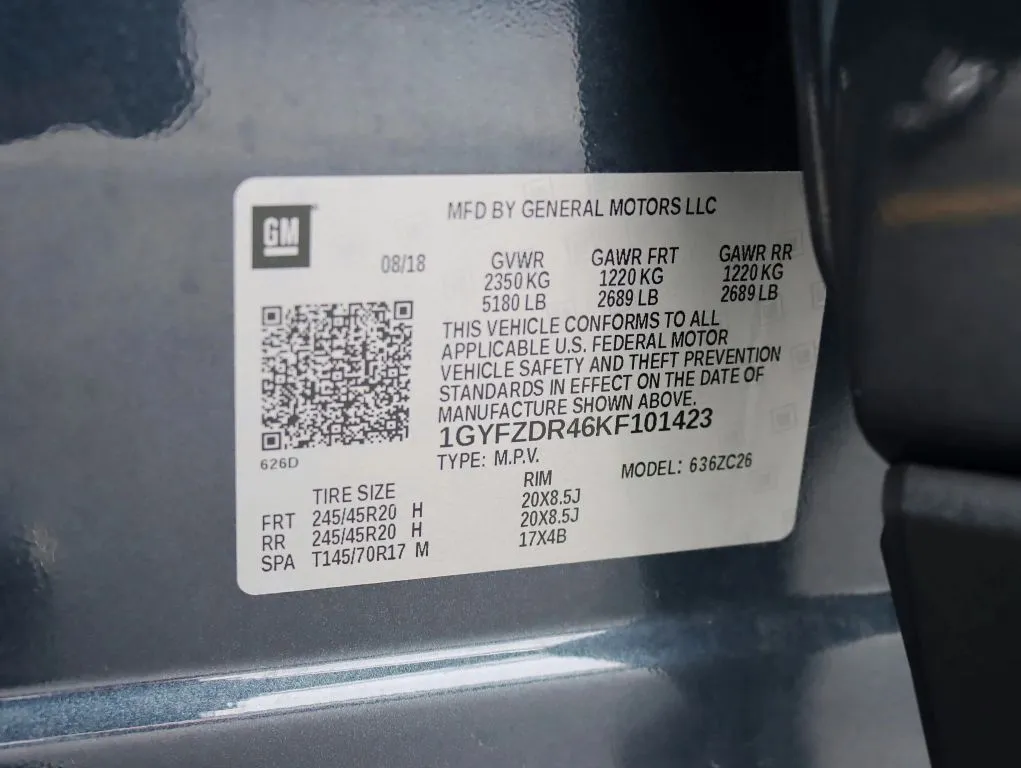 GM
MFD BY GENERAL MOTORS LLC
08/18
GVWR GAWR FRT GAWR RR
2350 KG 1220 KG 1220 KG
5180 LB 2689 LB 2689 LB
THIS VEHICLE CONFORMS TO ALL
APPLICABLE U.S. FEDERAL MOTOR
VEHICLE SAFETY AND THEFT PREVENTION
STANDARDS IN EFFECT ON THE DATE OF
MANUFACTURE SHOWN ABOVE.
1GYFZDR46KF101423
626D
TYPE: M.P.V. MODEL: 636ZC26
TIRE SIZE RIM
FRT 245/45R20 H 20X8.5J
RR 245/45R20 H 20X8.5J
SPA T145/70R17 M 17X4B